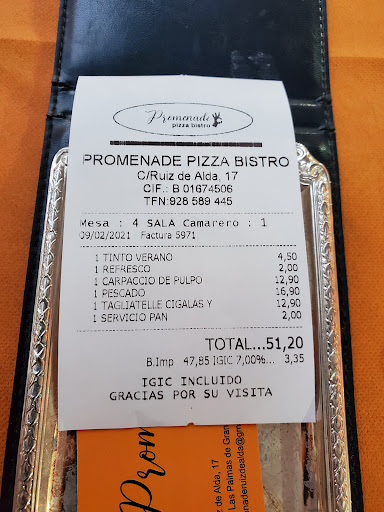 Promenade
pizza bistro
PROMENADE PIZZA BISTRO
C/Ruiz de Alda, 17
CIF.: B 01674506
TFN:928 589 445
Mesa : 4 SALA Camarero : 1
09/02/2021 Factura 5971
1 TINTO VERANO 4,50
1 REFRESCO 2,00
1 CARPACCIO DE PULPO 12,90
1 PESCADO 16,90
1 TAGLIATELLE CIGALAS Y 12,90
1 SERVICIO PAN 2,00
TOTAL...51,20
B.Imp 47,85 IGIC 7,00%... 3,35
IGIC INCLUIDO
GRACIAS POR SU VISITA
Prom
de Alda, 17
Las Palmas de Gran
naderuizdealda@gm